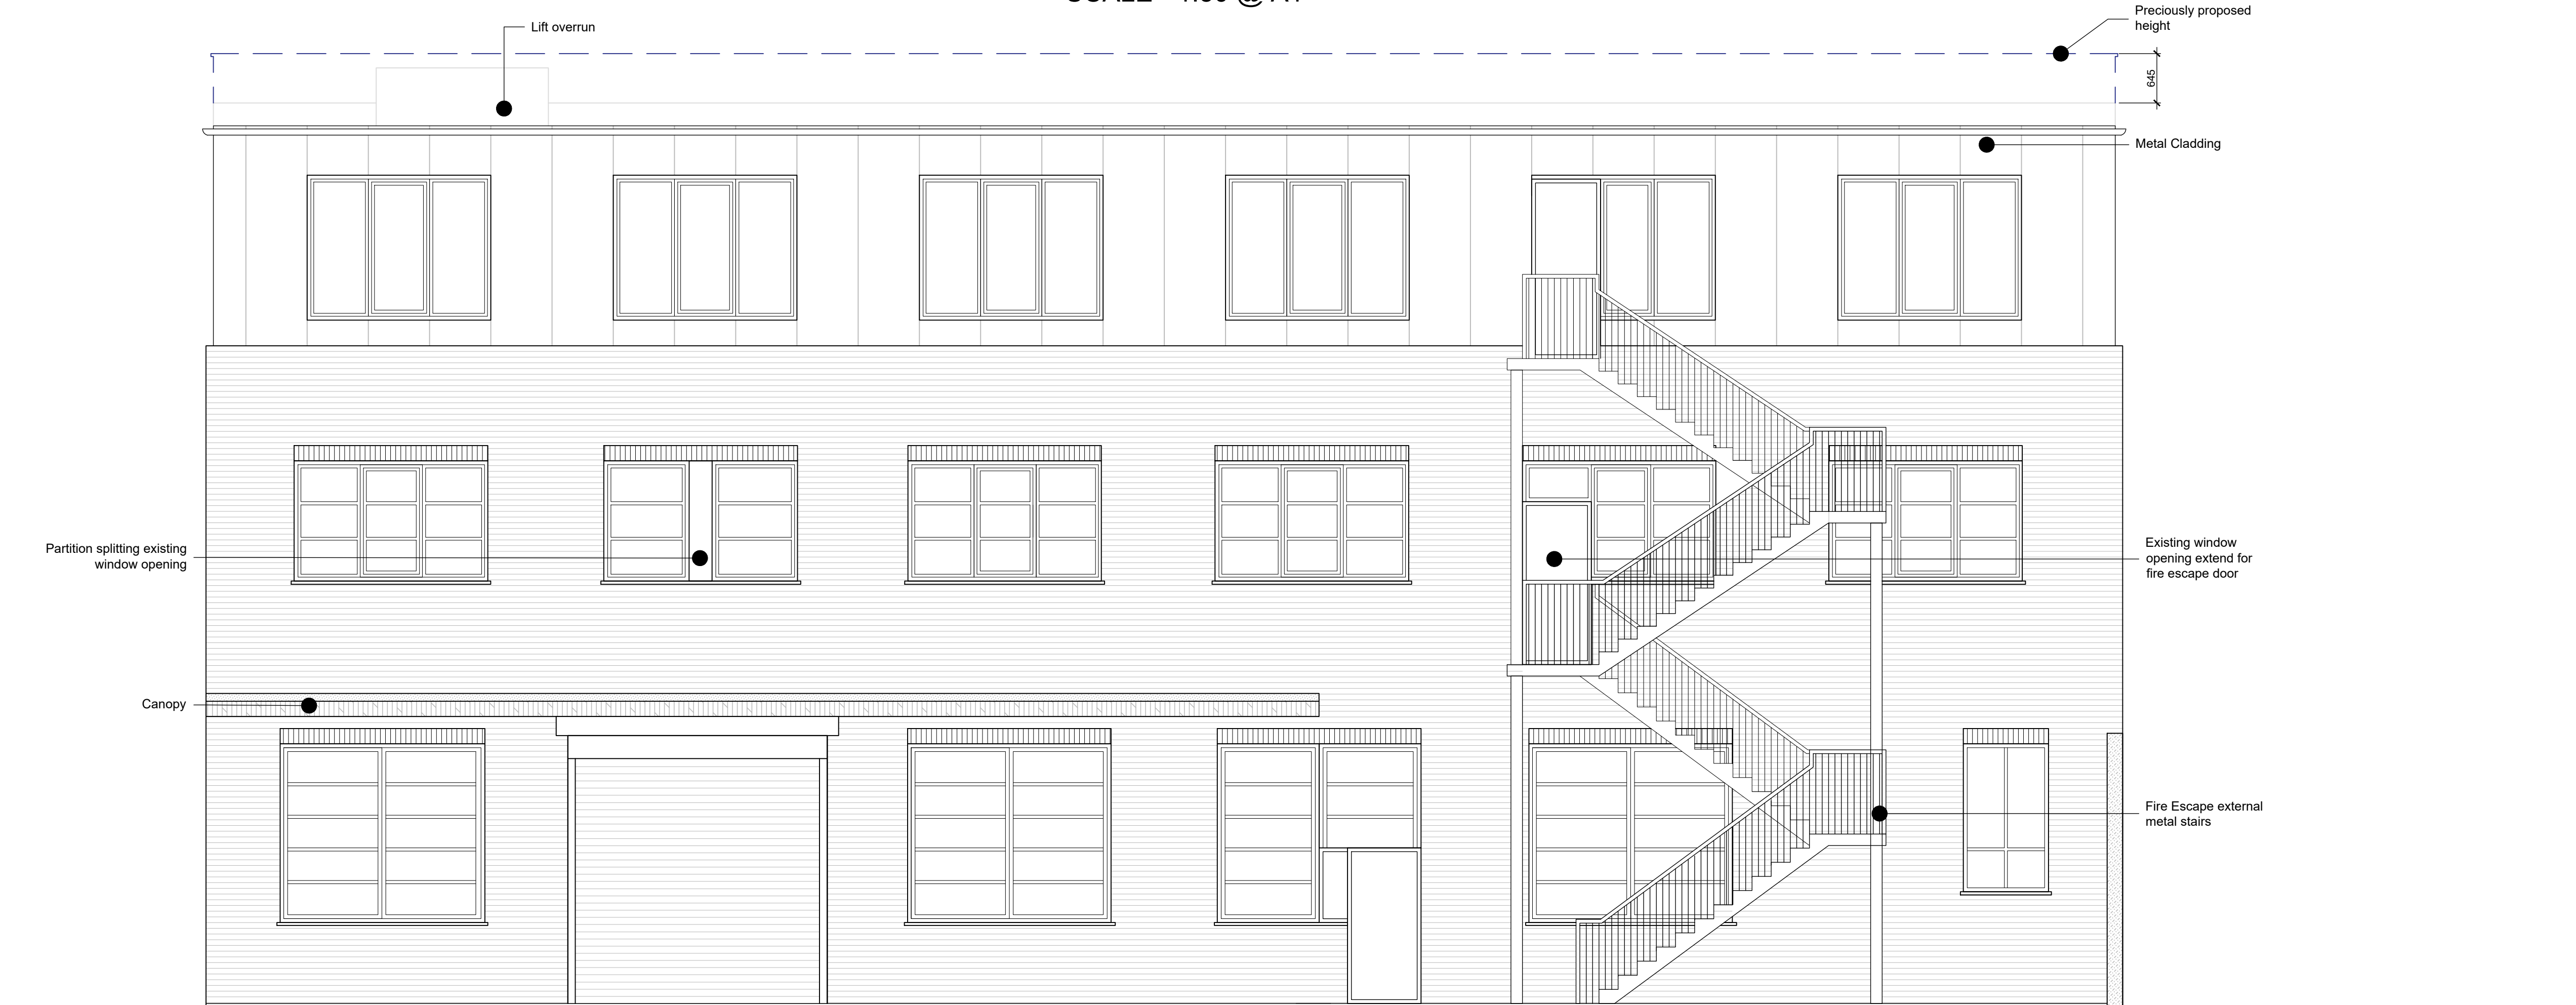 Lift overrun
Preciously proposed
height
645
Metal Cladding
Partition splitting existing
window opening
Existing window
opening extend for
fire escape door
Canopy
Fire Escape external
metal stairs